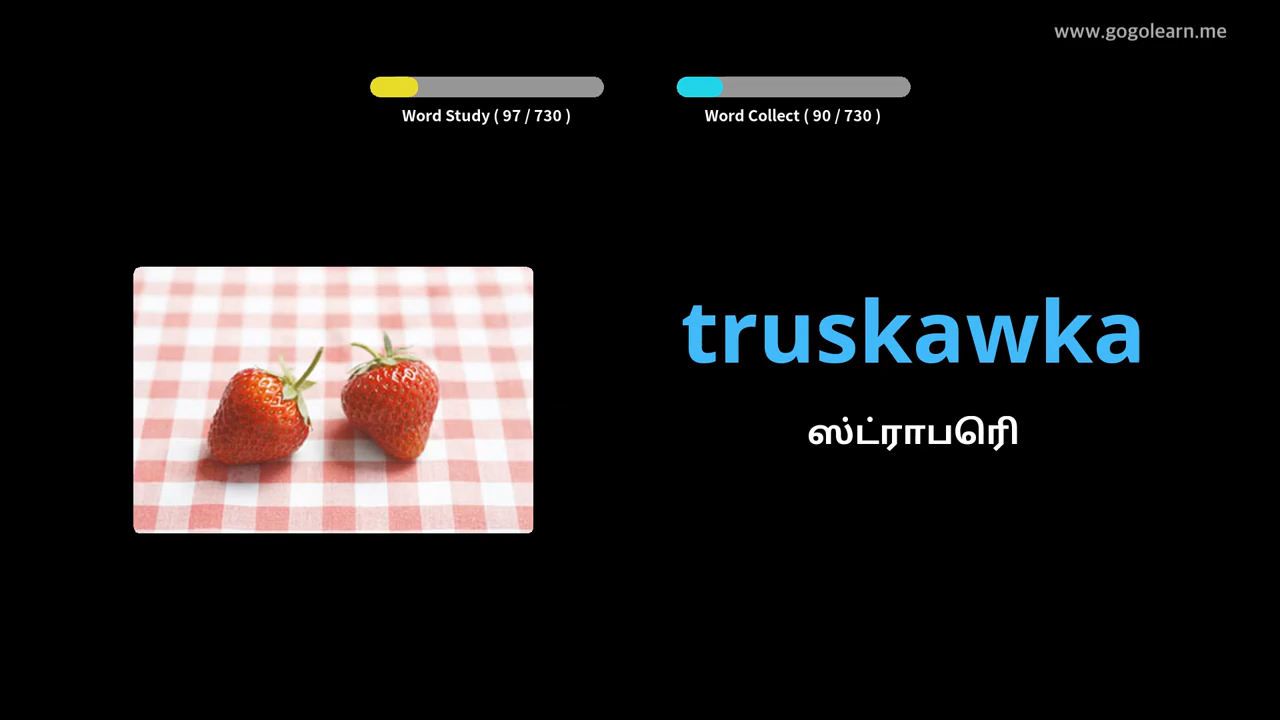 www.gogolearn.me
Word Study ( 97 / 730 )
Word Collect ( 90 / 730 )
truskawka
ஸ்ட்ராபெரி